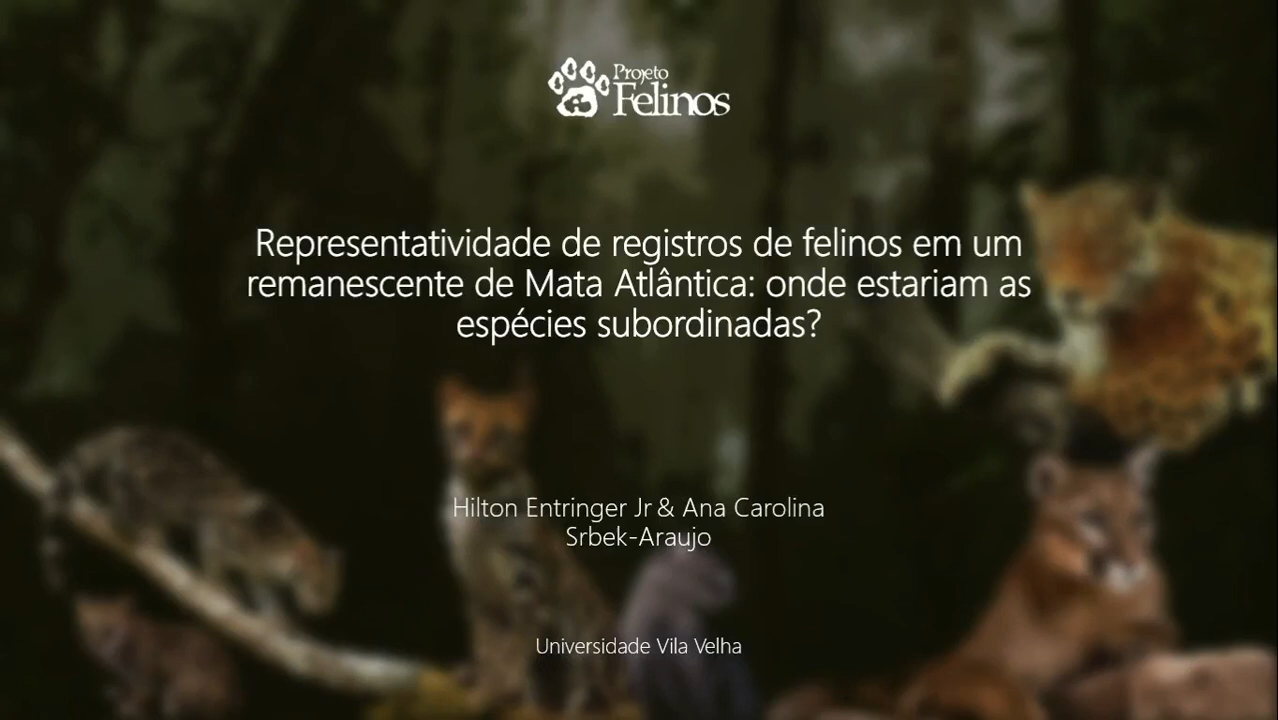 Projeto
Felinos
Representatividade de registros de felinos em um
remanescente de Mata Atlântica: onde estariam as
espécies subordinadas?
Hilton Entringer Jr & Ana Carolina
Srbek-Araujo
Universidade Vila Velha